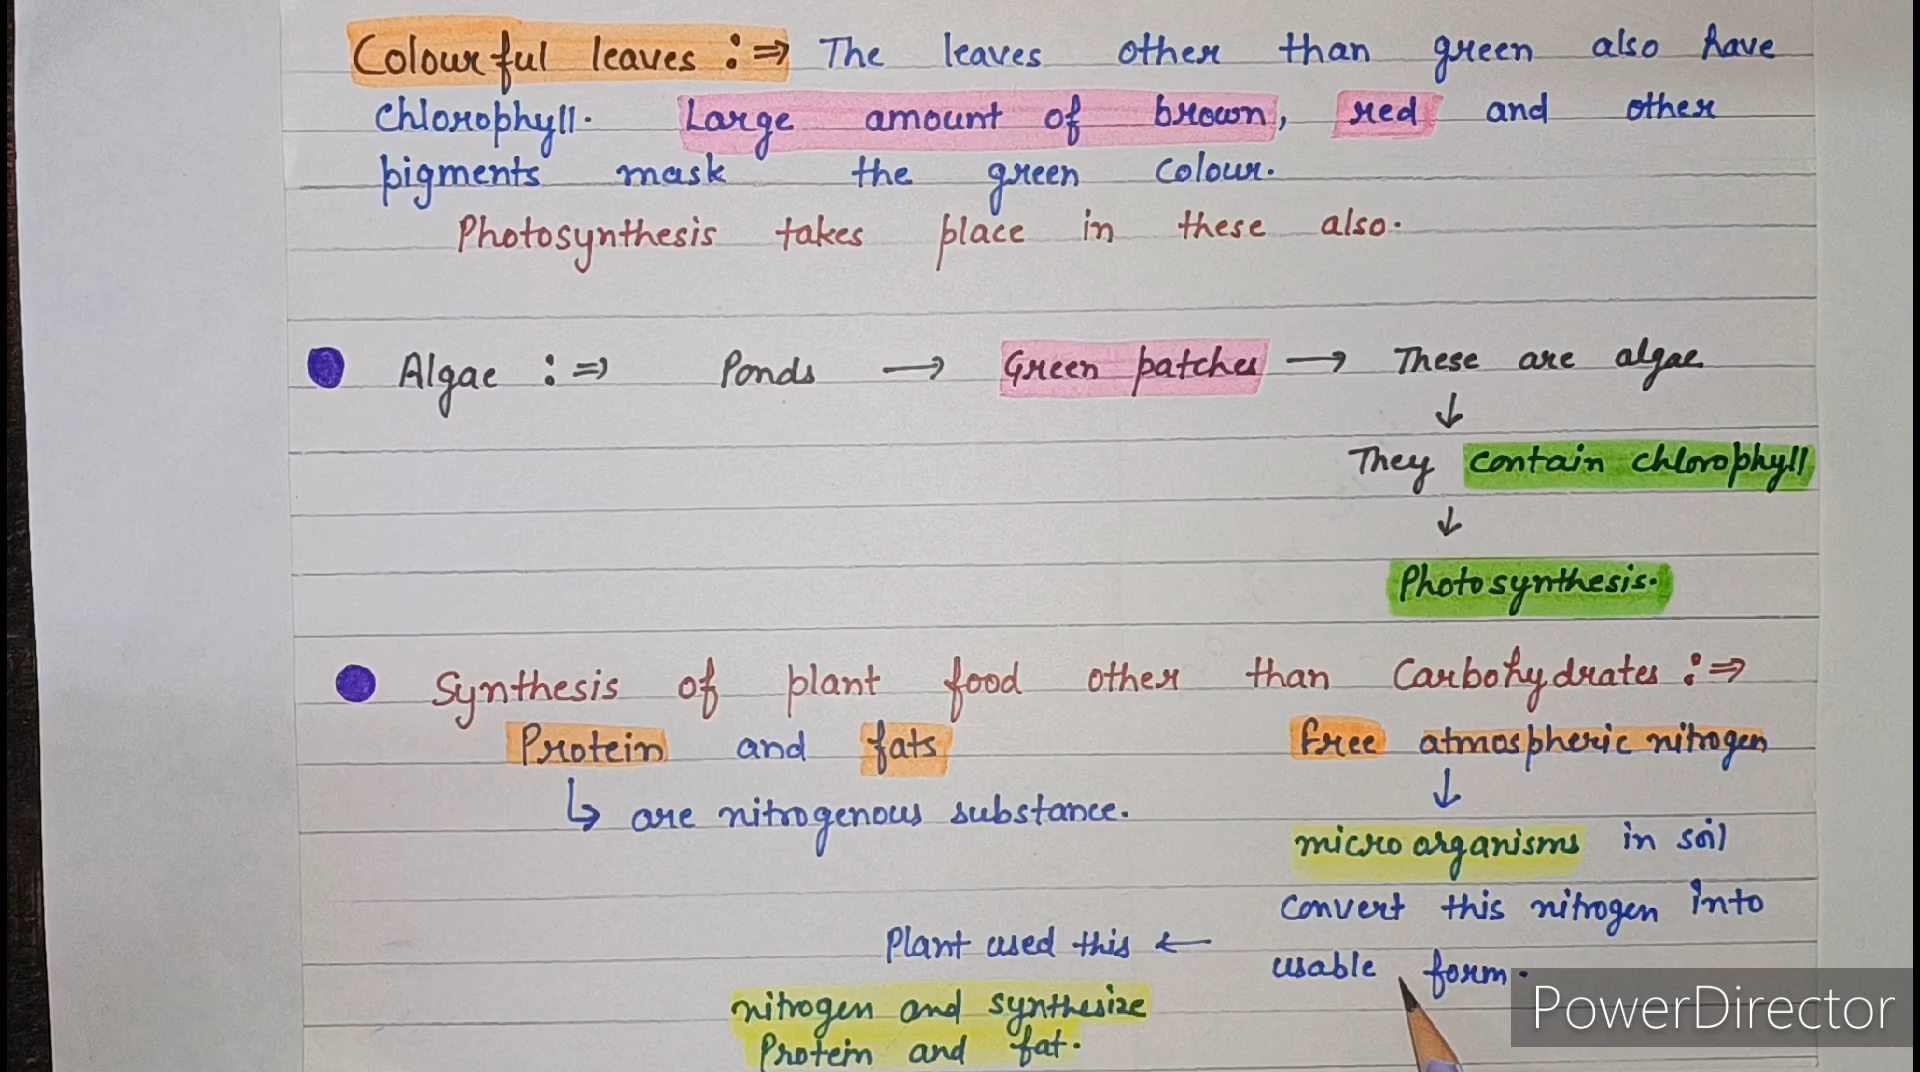 Colourful leaves :⇒ The leaves other than green also have
chlorophyll. Large amount of brown, red and other
pigments mask the green colour.
Photosynthesis takes place in these also.
Algae :⇒ Ponds → Green patches → These are algae
↓
They contain chlorophyll
↓
Photosynthesis.
Synthesis of plant food other than Carbohydrates :⇒
Protein and fats
↳ are nitrogenous substance.
free atmospheric nitrogen
↓
microorganisms in soil
convert this nitrogen into
usable form.
Plant used this ←
nitrogen and synthesize
Protein and fat.
PowerDirector